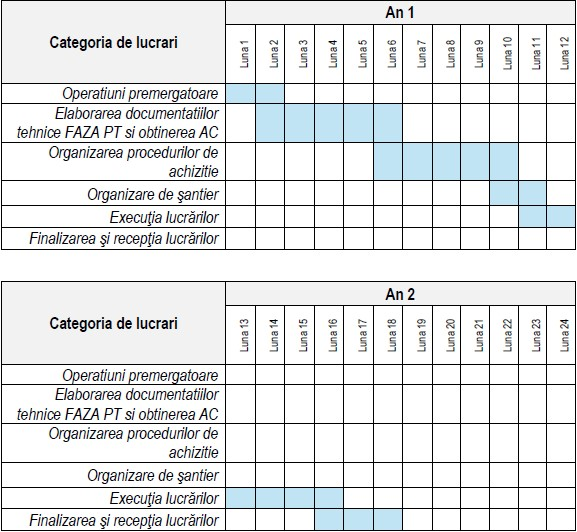 Categoria de lucrari
An 1
Luna 1
Luna 2
Luna 3
Luna 4
Luna 5
Luna 6
Luna 7
Luna 8
Luna 9
Luna 10
Luna 11
Luna 12
Operatiuni premergatoare
Elaborarea documentatiilor
tehnice FAZA PT si obtinerea AC
Organizarea procedurilor de
achizitie
Organizare de şantier
Execuţia lucrărilor
Finalizarea şi recepţia lucrărilor
Categoria de lucrari
An 2
Luna 13
Luna 14
Luna 15
Luna 16
Luna 17
Luna 18
Luna 19
Luna 20
Luna 21
Luna 22
Luna 23
Luna 24
Operatiuni premergatoare
Elaborarea documentatiilor
tehnice FAZA PT si obtinerea AC
Organizarea procedurilor de
achizitie
Organizare de şantier
Execuţia lucrărilor
Finalizarea şi recepţia lucrărilor